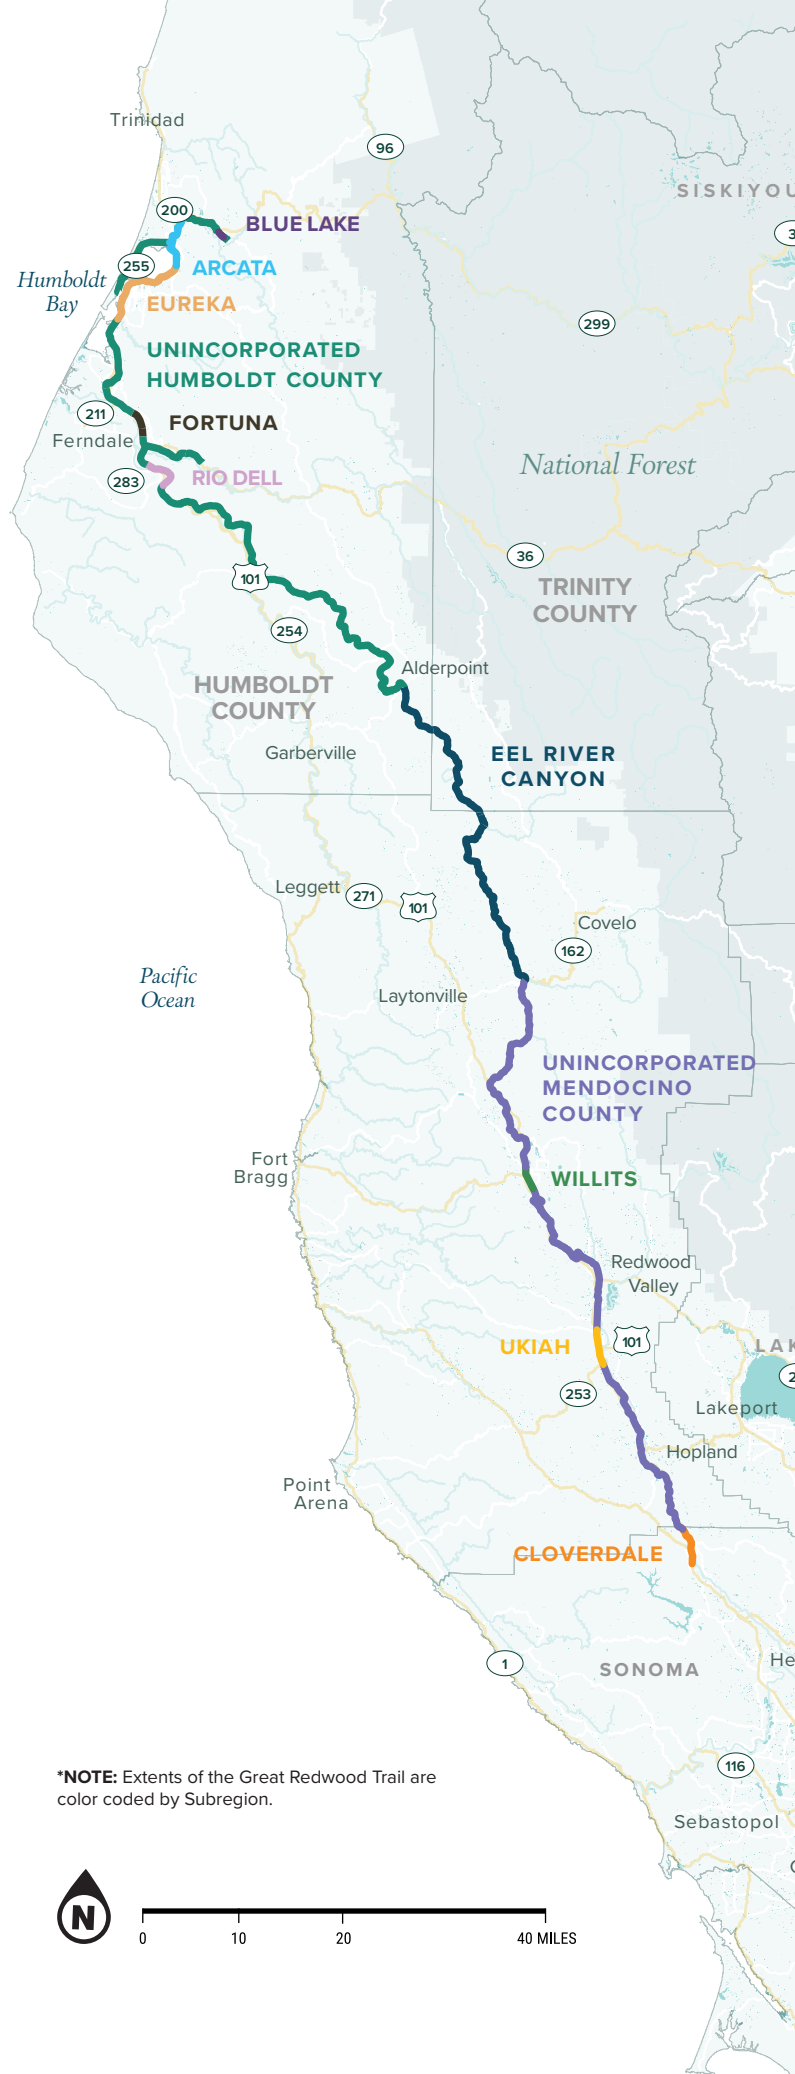 Trinidad
96
SISKIYOU
200
BLUE LAKE
3
ARCATA
255
Humboldt
Bay
EUREKA
299
UNINCORPORATED
HUMBOLDT COUNTY
211
FORTUNA
Ferndale
National Forest
283
RIO DELL
36
101
TRINITY
COUNTY
254
Alderpoint
HUMBOLDT
COUNTY
Garberville
EEL RIVER
CANYON
Leggett
271
101
Covelo
162
Pacific
Ocean
Laytonville
UNINCORPORATED
MENDOCINO
COUNTY
Fort
Bragg
WILLITS
Redwood
Valley
UKIAH
101
LAK
2
253
Lakeport
Hopland
Point
Arena
CLOVERDALE
1
SONOMA
He
116
*NOTE: Extents of the Great Redwood Trail are
color coded by Subregion.
Sebastopol
N
0 10 20 40 MILES